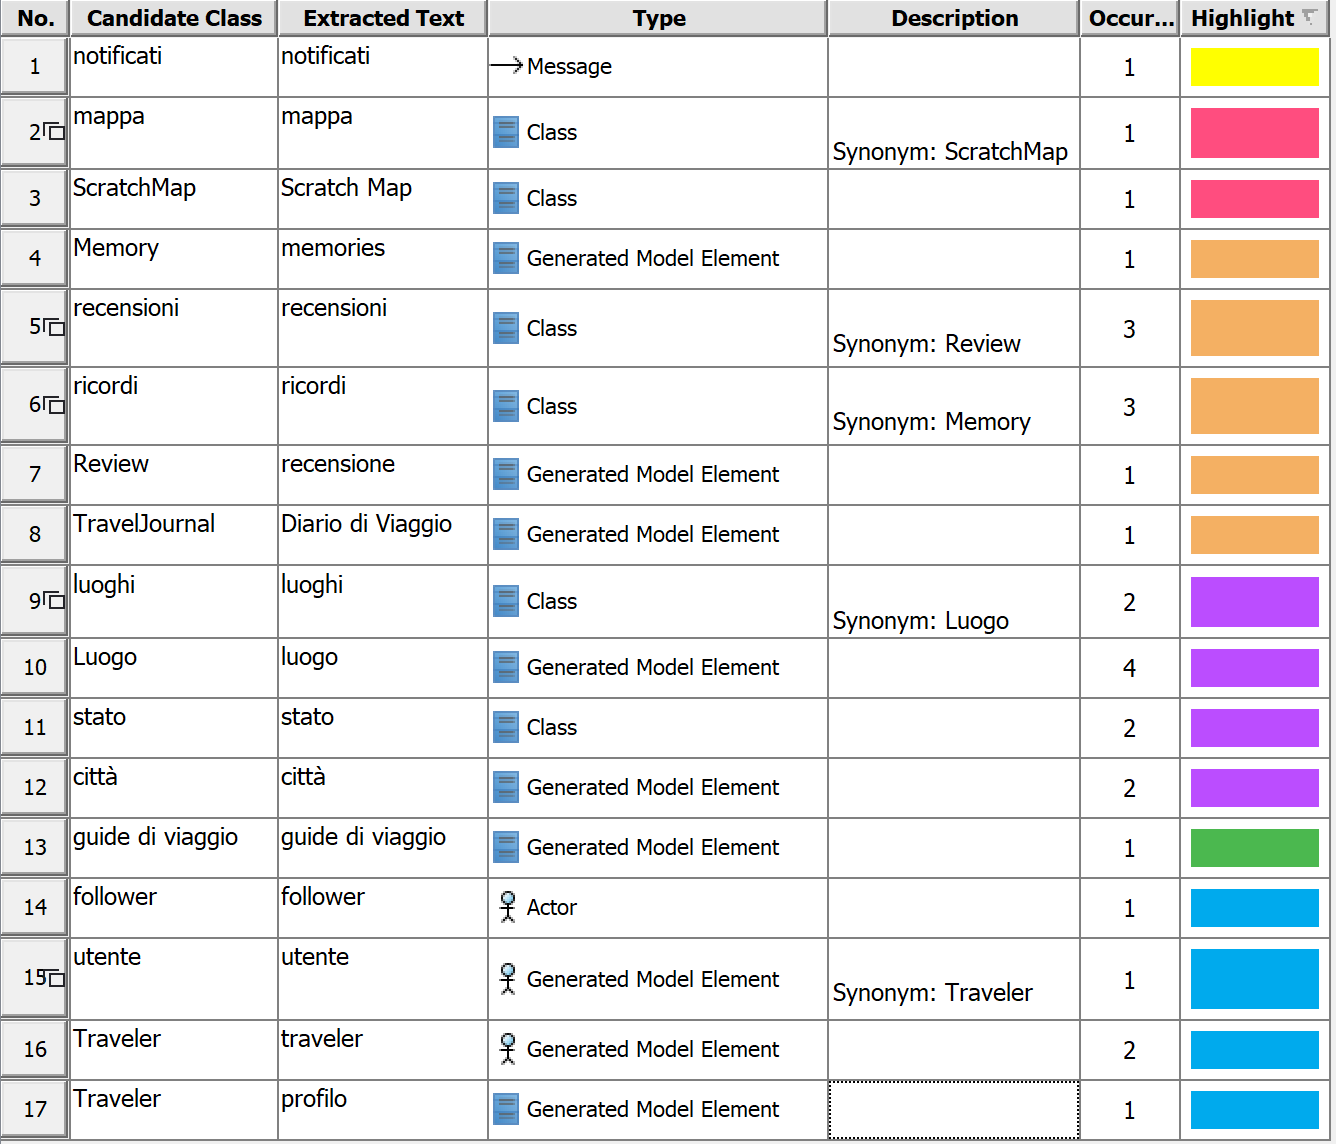 No. Candidate Class Extracted Text Type Description Occur... Highlight
1 notificati notificati Message 1
2 mappa mappa Class Synonym: ScratchMap 1
3 ScratchMap Scratch Map Class 1
4 Memory memories Generated Model Element 1
5 recensioni recensioni Class Synonym: Review 3
6 ricordi ricordi Class Synonym: Memory 3
7 Review recensione Generated Model Element 1
8 TravelJournal Diario di Viaggio Generated Model Element 1
9 luoghi luoghi Class Synonym: Luogo 2
10 Luogo luogo Generated Model Element 4
11 stato stato Class 2
12 città città Generated Model Element 2
13 guide di viaggio guide di viaggio Generated Model Element 1
14 follower follower Actor 1
15 utente utente Generated Model Element Synonym: Traveler 1
16 Traveler traveler Generated Model Element 2
17 Traveler profilo Generated Model Element 1